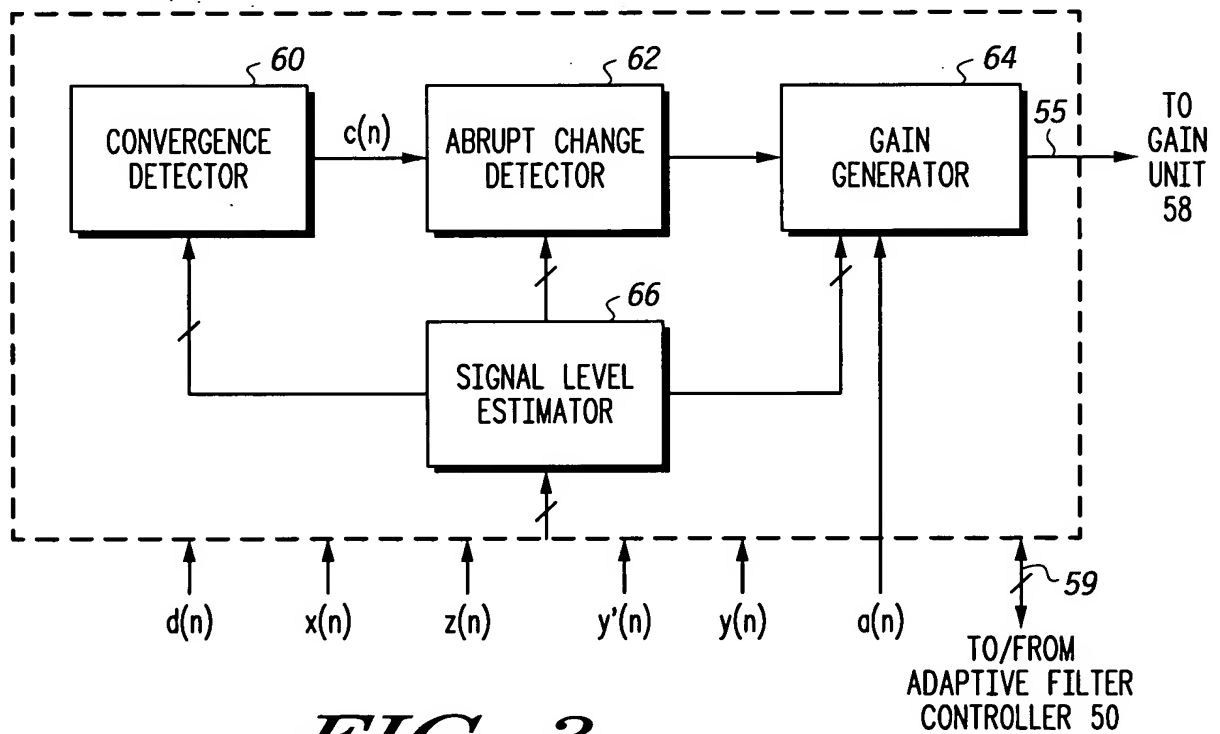 60
CONVERGENCE
DETECTOR
c(n)
62
ABRUPT CHANGE
DETECTOR
64
GAIN
GENERATOR
55
TO
GAIN
UNIT
58
66
SIGNAL LEVEL
ESTIMATOR
d(n)
x(n)
z(n)
y'(n)
y(n)
a(n)
59
TO/FROM
ADAPTIVE FILTER
CONTROLLER 50